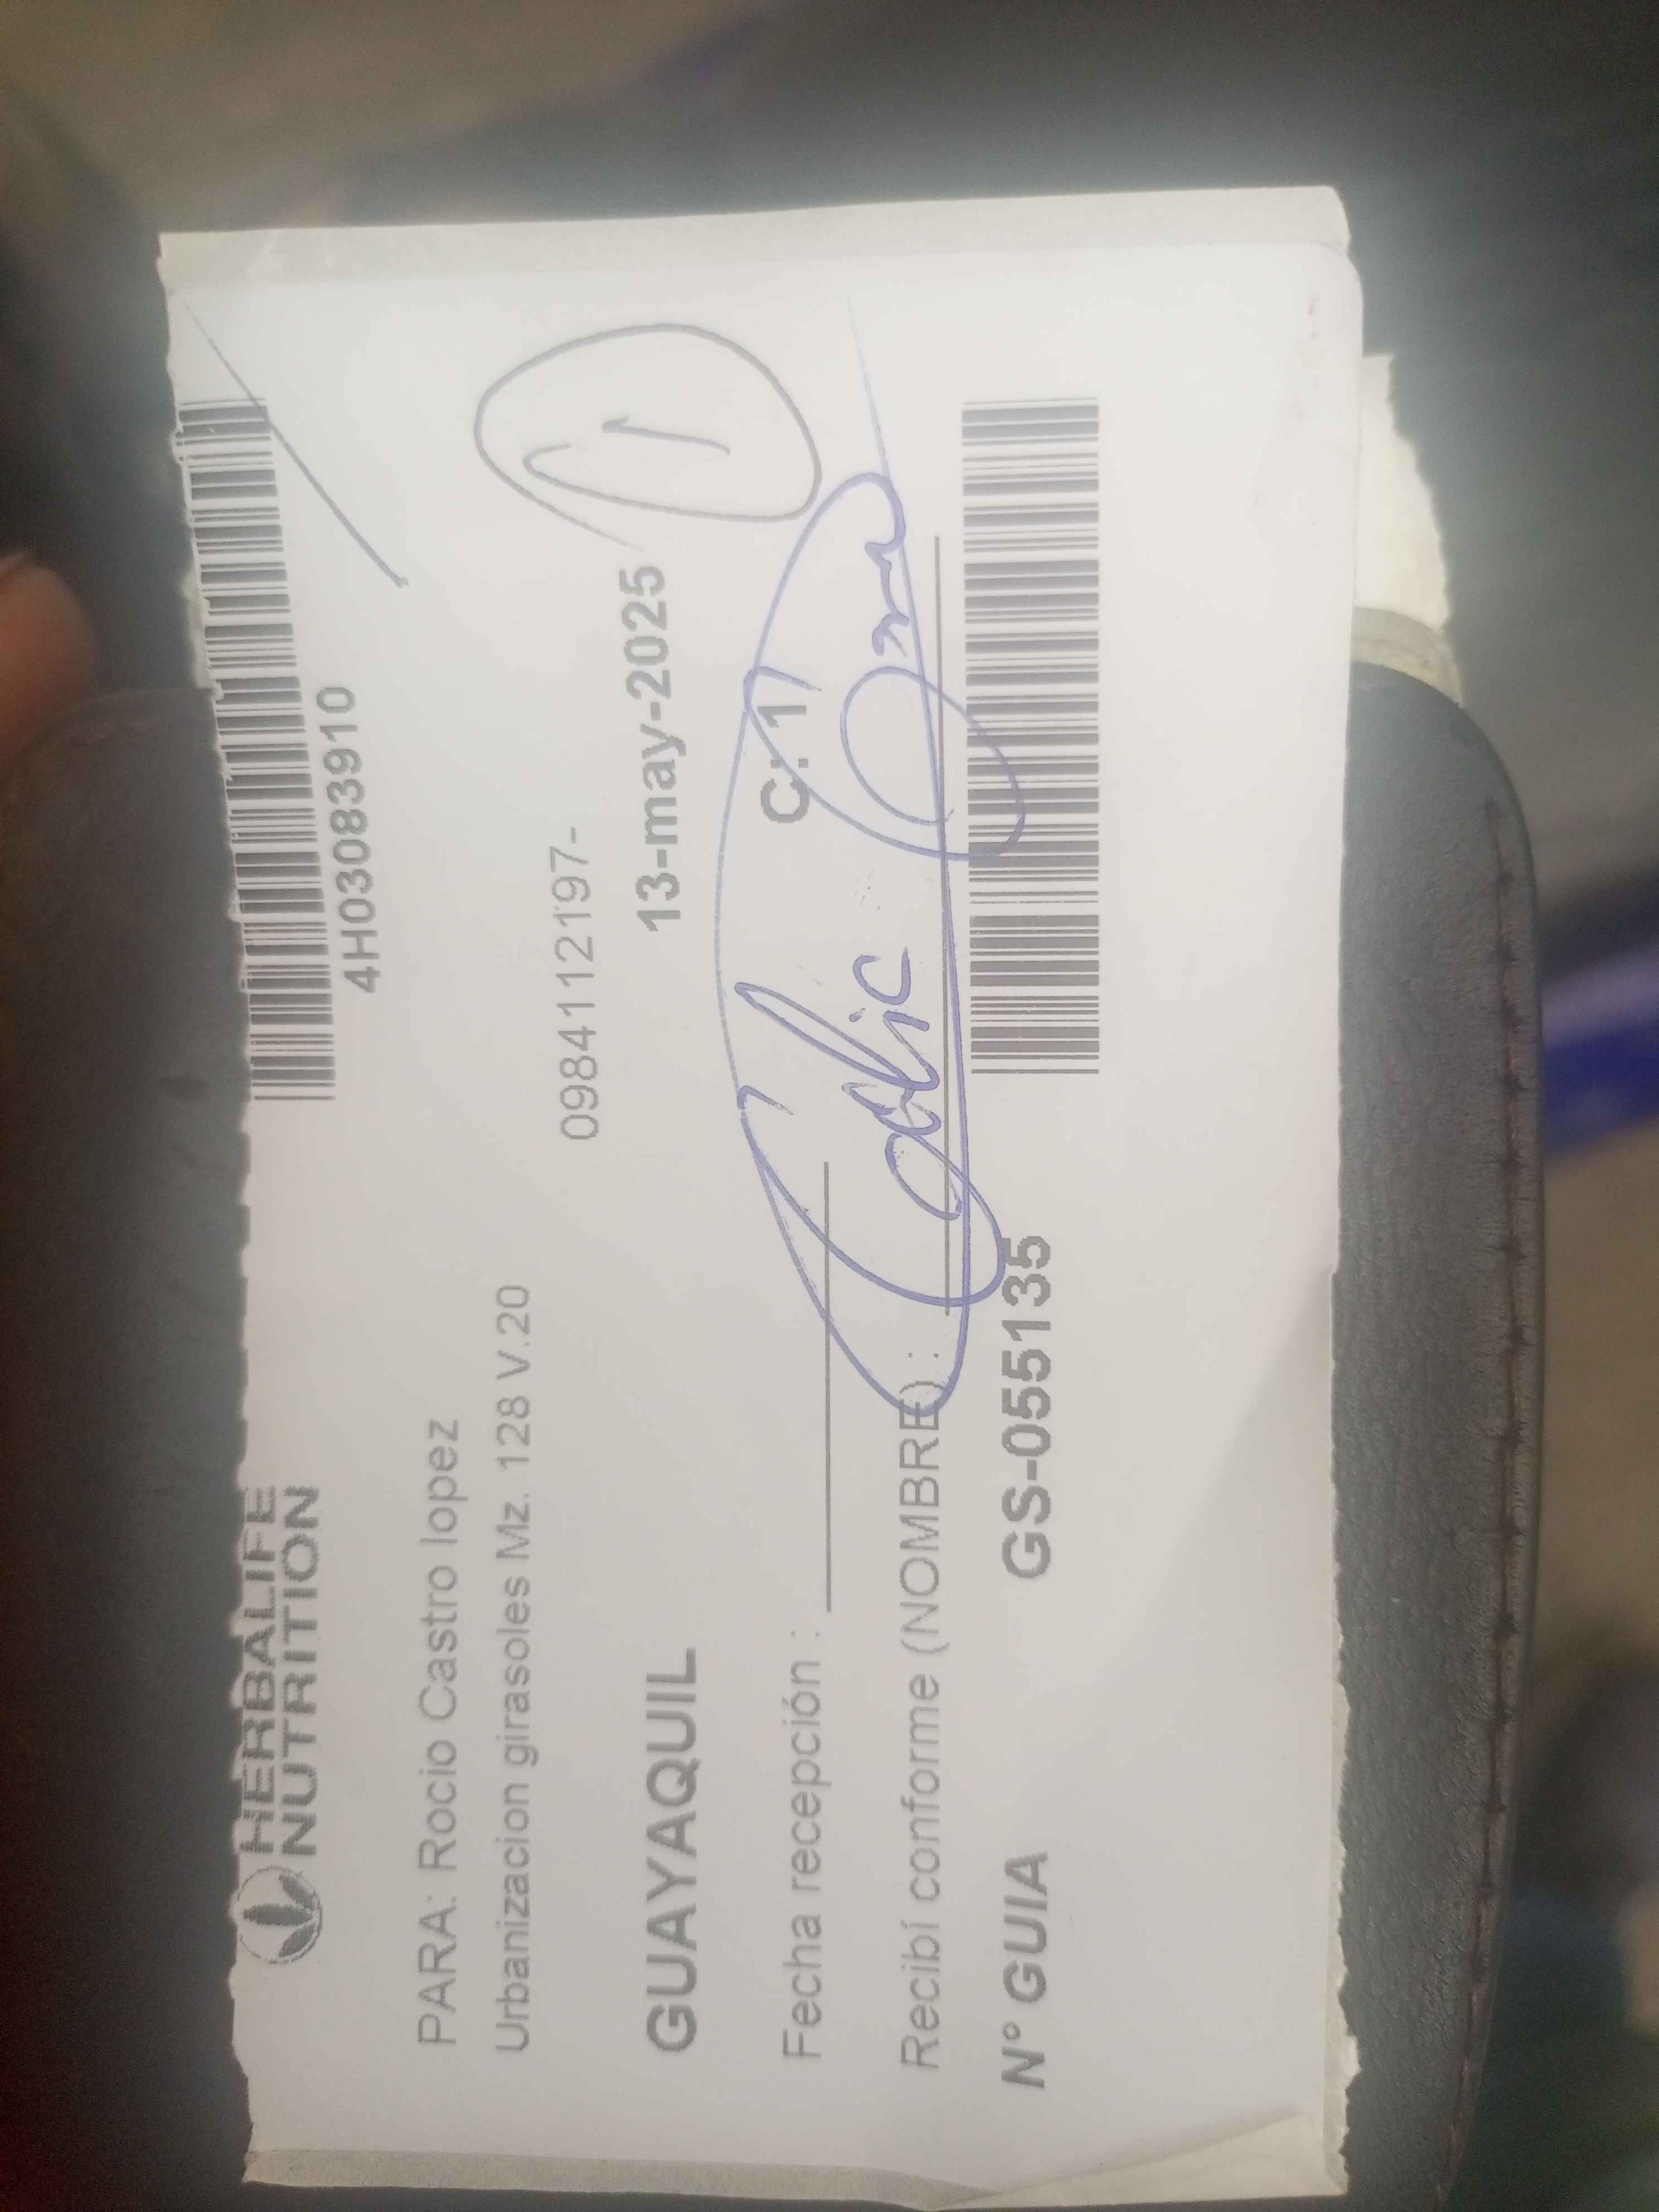 HERBALIFE
NUTRITION
4H03083910
PARA: Rocio Castro lopez
Urbanizacion girasoles Mz. 128 V.20
0984112197-
GUAYAQUIL 13-may-2025
1
Fecha recepción : C: 1
Recibí conforme (NOMBRE) :
N° GUIA GS-055135